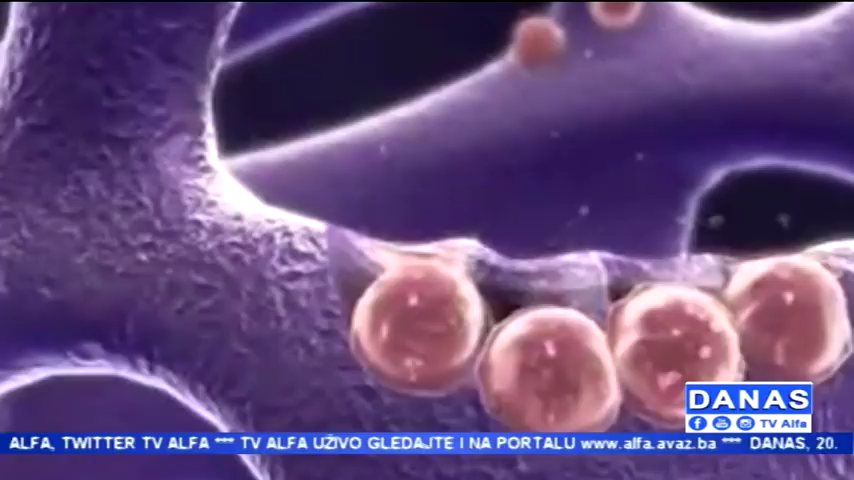 DANAS
TV Alfa
ALFA, TWITTER TV ALFA *** TV ALFA UŽIVO GLEDAJTE I NA PORTALU www.alfa.avaz.ba *** DANAS, 20.